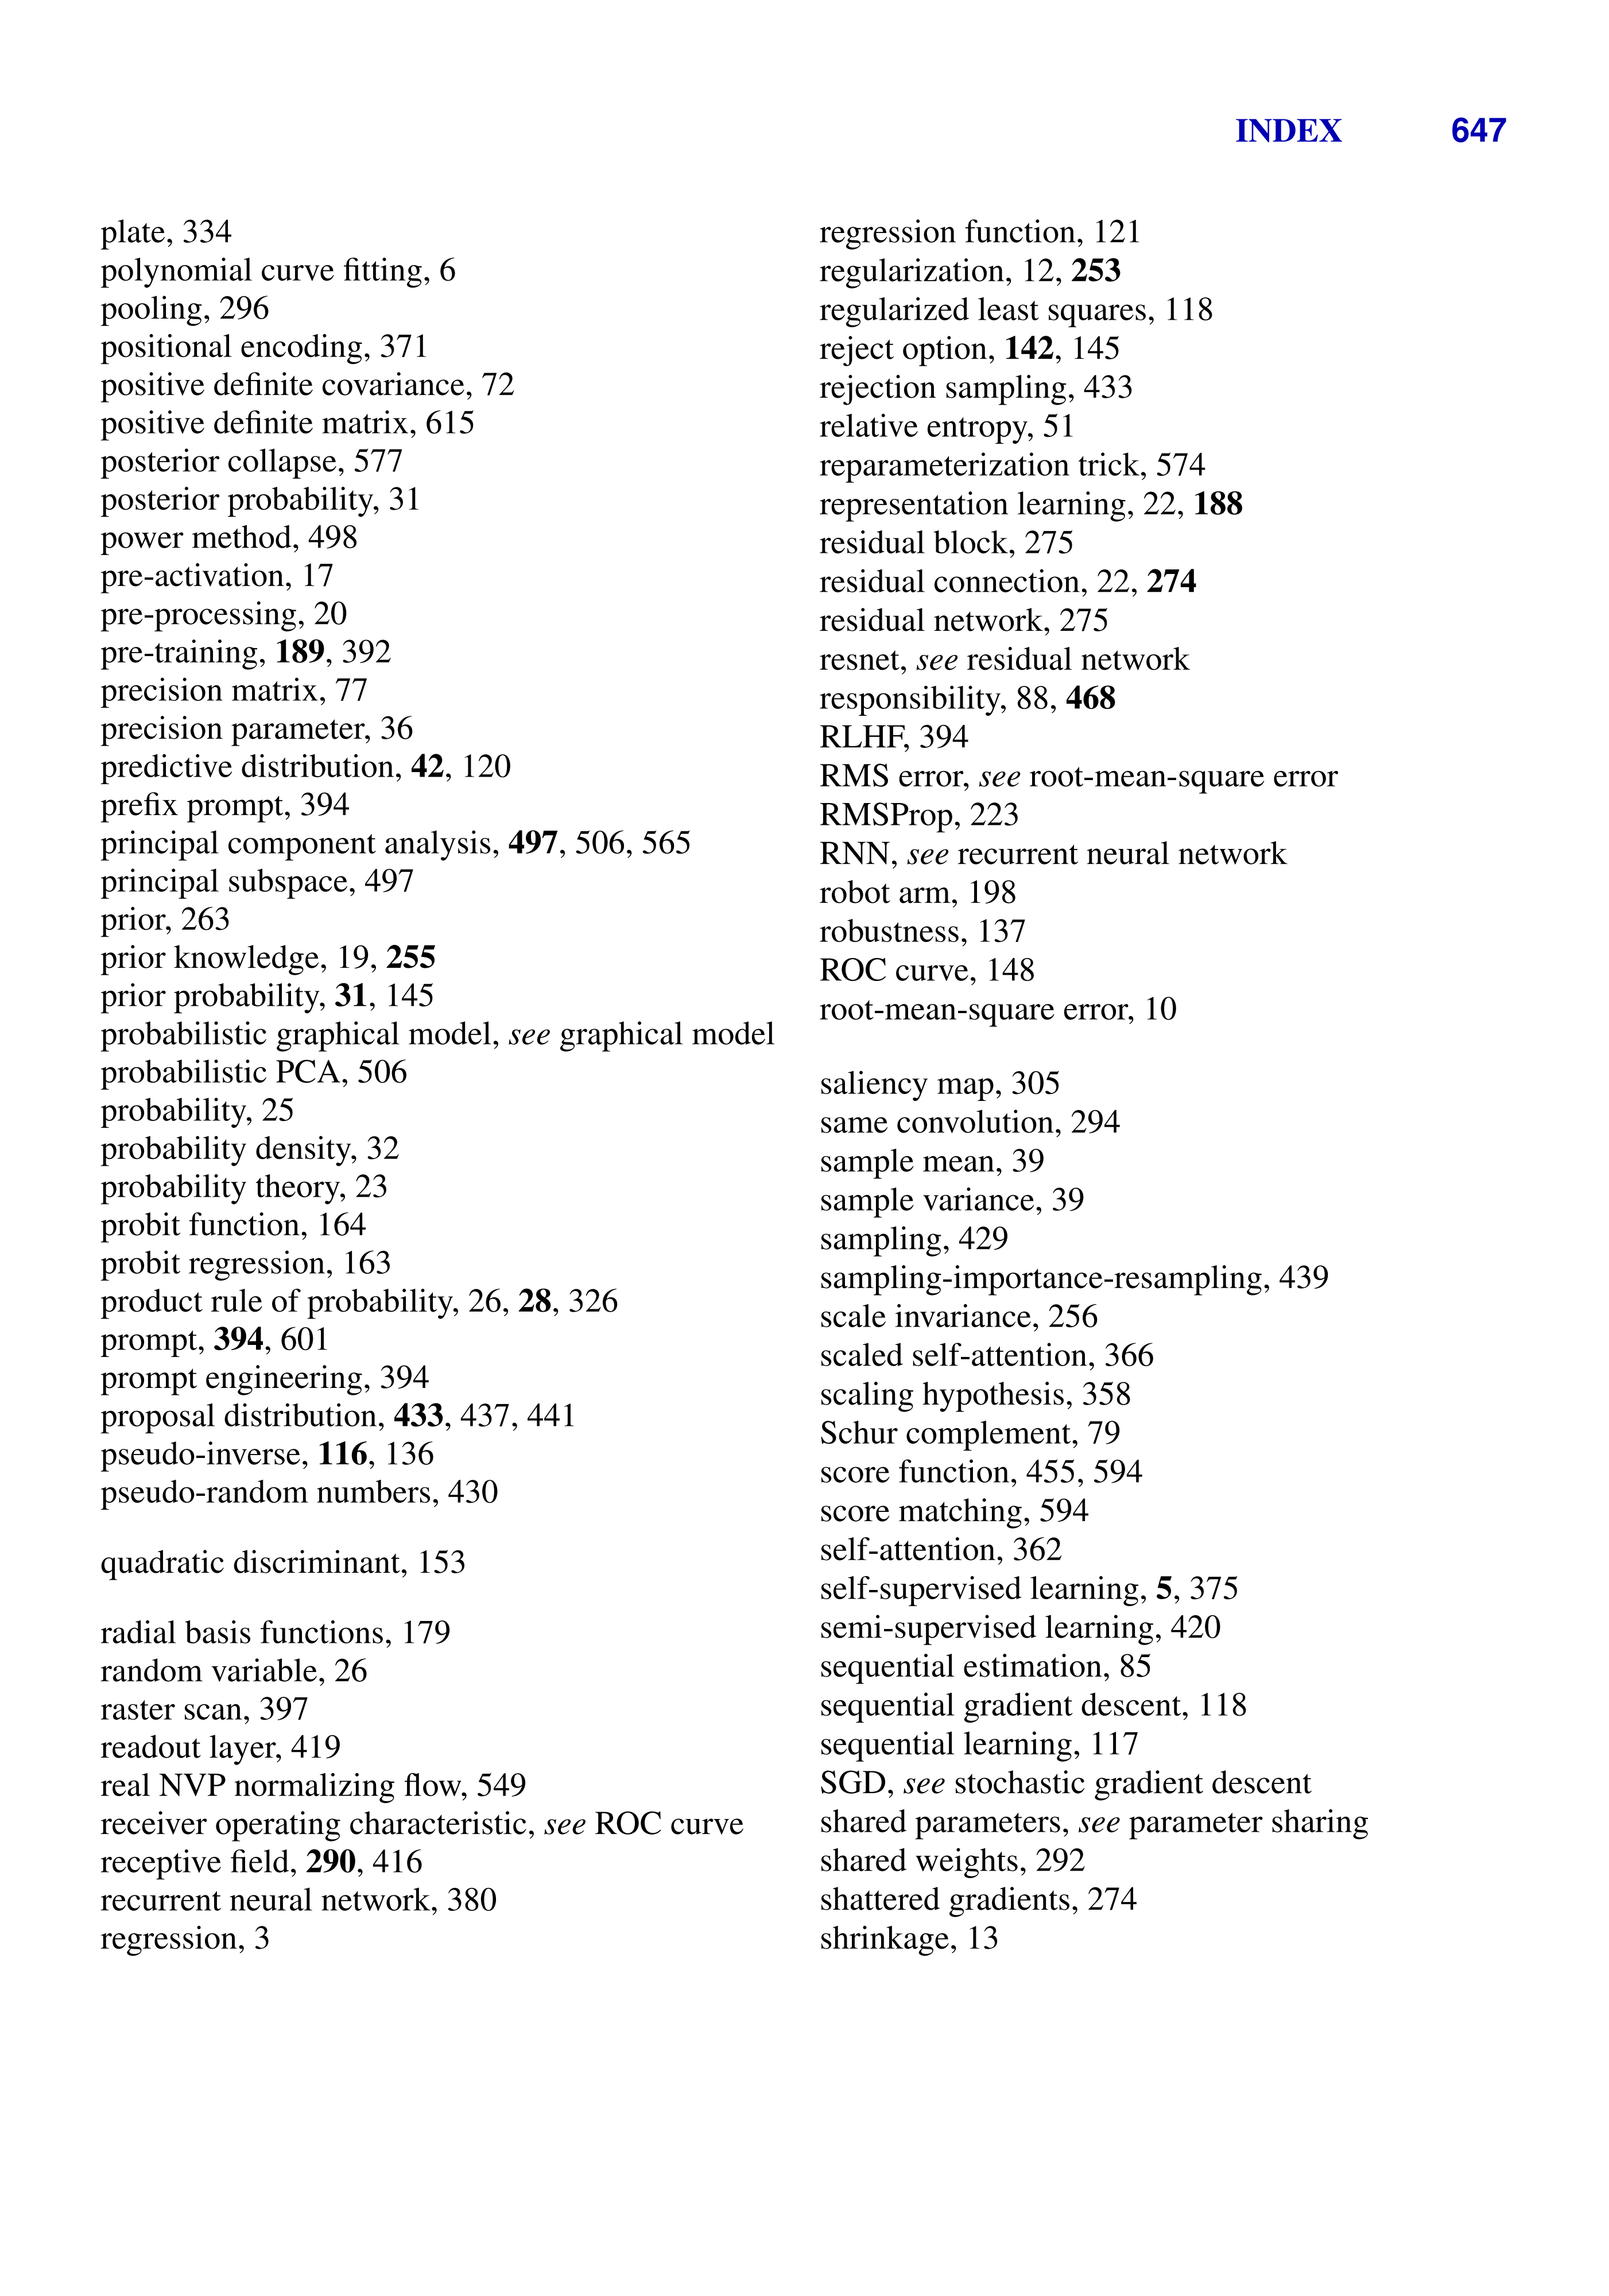 INDEX 647
plate, 334
polynomial curve fitting, 6
pooling, 296
positional encoding, 371
positive definite covariance, 72
positive definite matrix, 615
posterior collapse, 577
posterior probability, 31
power method, 498
pre-activation, 17
pre-processing, 20
pre-training, 189, 392
precision matrix, 77
precision parameter, 36
predictive distribution, 42, 120
prefix prompt, 394
principal component analysis, 497, 506, 565
principal subspace, 497
prior, 263
prior knowledge, 19, 255
prior probability, 31, 145
probabilistic graphical model, see graphical model
probabilistic PCA, 506
probability, 25
probability density, 32
probability theory, 23
probit function, 164
probit regression, 163
product rule of probability, 26, 28, 326
prompt, 394, 601
prompt engineering, 394
proposal distribution, 433, 437, 441
pseudo-inverse, 116, 136
pseudo-random numbers, 430
quadratic discriminant, 153
radial basis functions, 179
random variable, 26
raster scan, 397
readout layer, 419
real NVP normalizing flow, 549
receiver operating characteristic, see ROC curve
receptive field, 290, 416
recurrent neural network, 380
regression, 3
regression function, 121
regularization, 12, 253
regularized least squares, 118
reject option, 142, 145
rejection sampling, 433
relative entropy, 51
reparameterization trick, 574
representation learning, 22, 188
residual block, 275
residual connection, 22, 274
residual network, 275
resnet, see residual network
responsibility, 88, 468
RLHF, 394
RMS error, see root-mean-square error
RMSProp, 223
RNN, see recurrent neural network
robot arm, 198
robustness, 137
ROC curve, 148
root-mean-square error, 10
saliency map, 305
same convolution, 294
sample mean, 39
sample variance, 39
sampling, 429
sampling-importance-resampling, 439
scale invariance, 256
scaled self-attention, 366
scaling hypothesis, 358
Schur complement, 79
score function, 455, 594
score matching, 594
self-attention, 362
self-supervised learning, 5, 375
semi-supervised learning, 420
sequential estimation, 85
sequential gradient descent, 118
sequential learning, 117
SGD, see stochastic gradient descent
shared parameters, see parameter sharing
shared weights, 292
shattered gradients, 274
shrinkage, 13